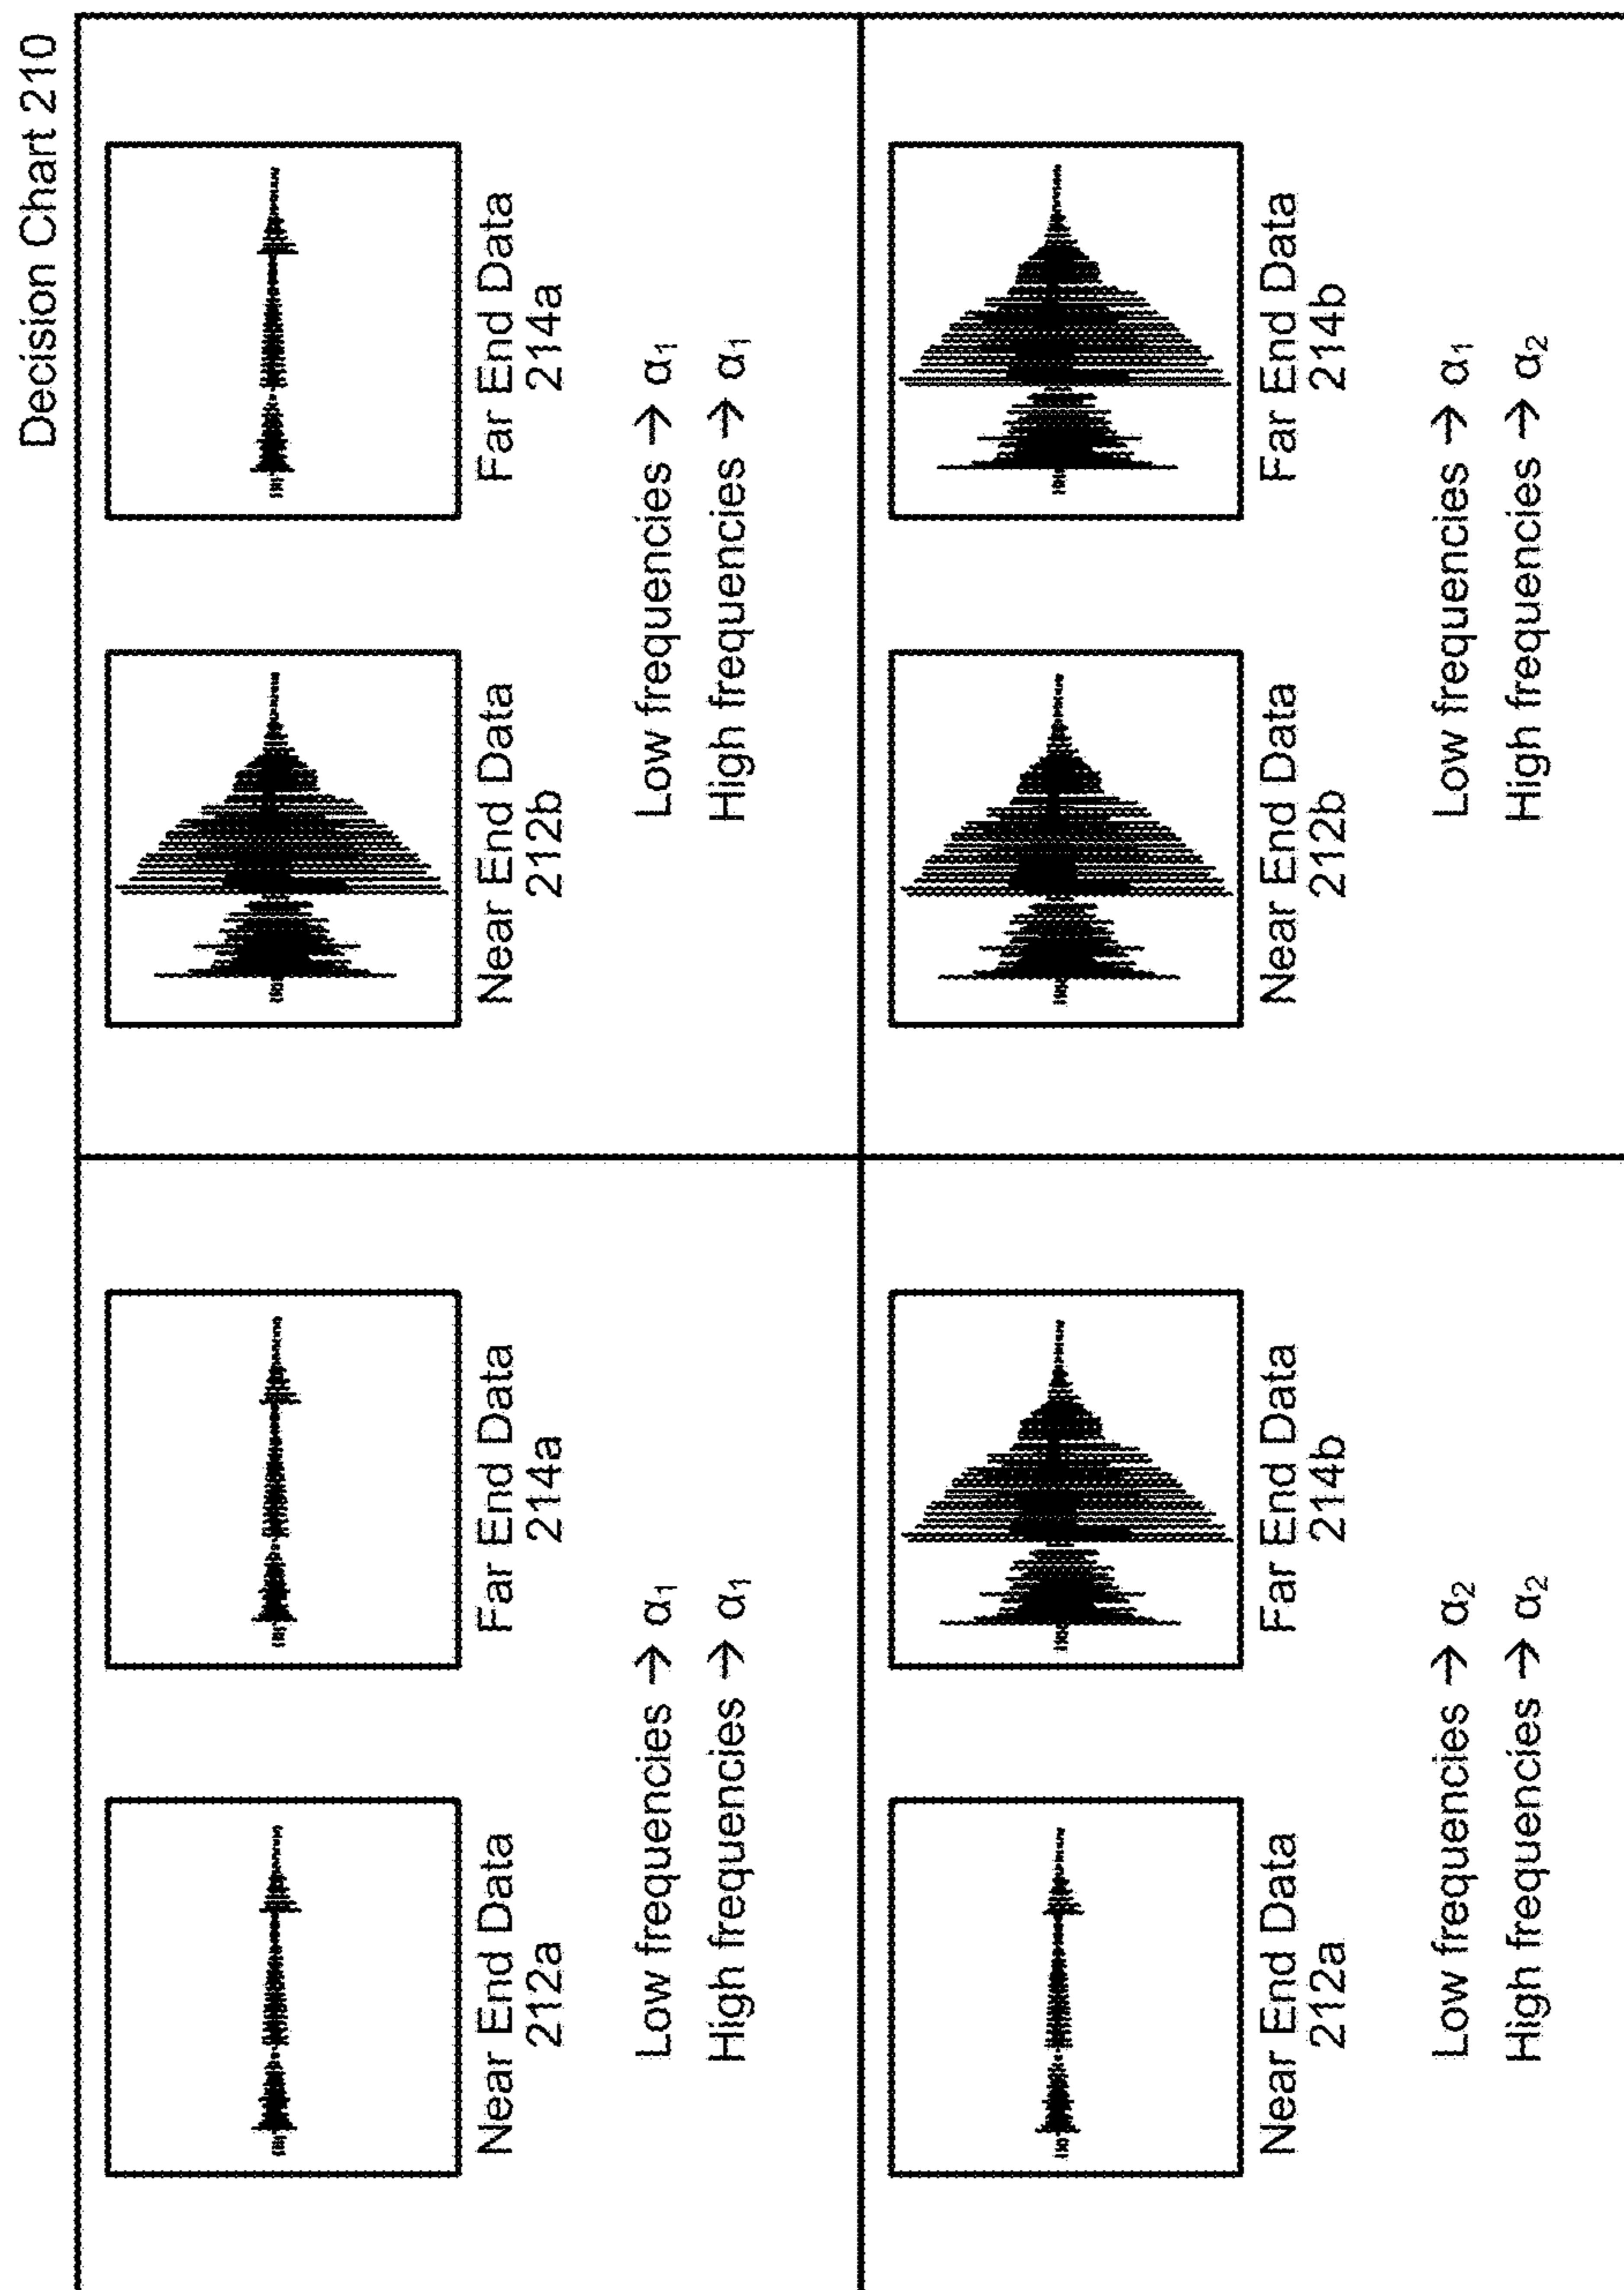 Decision Chart 210
Near End Data
212a
Far End Data
214a
Low frequencies → α₁
High frequencies → α₁
Near End Data
212b
Far End Data
214a
Low frequencies → α₁
High frequencies → α₁
Near End Data
212a
Far End Data
214b
Low frequencies → α₂
High frequencies → α₂
Near End Data
212b
Far End Data
214b
Low frequencies → α₁
High frequencies → α₂